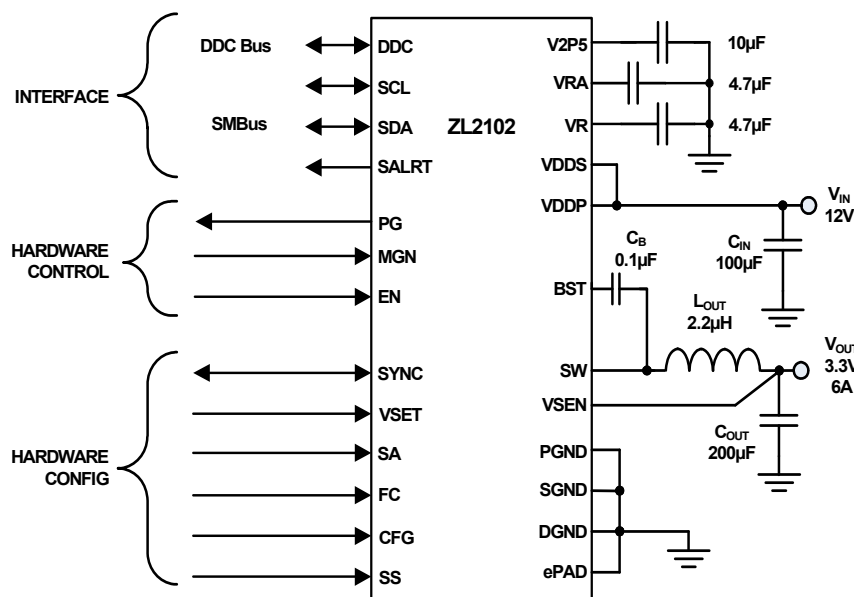 INTERFACE
DDC Bus
SMBus
HARDWARE
CONTROL
HARDWARE
CONFIG
DDC
SCL
SDA
SALRT
PG
MGN
EN
SYNC
VSET
SA
FC
CFG
SS
ZL2102
V2P5
VRA
VR
VDDS
VDDP
BST
SW
VSEN
PGND
SGND
DGND
ePAD
10µF
4.7µF
4.7µF
VIN
12V
CIN
100µF
CB
0.1µF
LOUT
2.2µH
VOUT
3.3V
6A
COUT
200µF